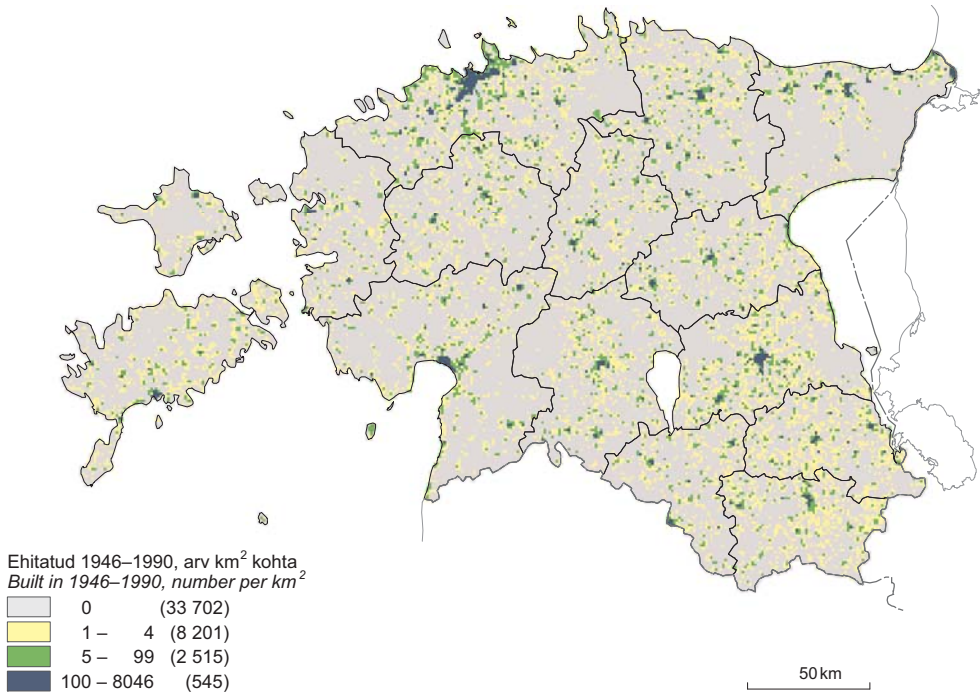 Ehitatud 1946–1990, arv km² kohta
Built in 1946–1990, number per km²
0 (33 702)
1 – 4 (8 201)
5 – 99 (2 515)
100 – 8046 (545)
50 km